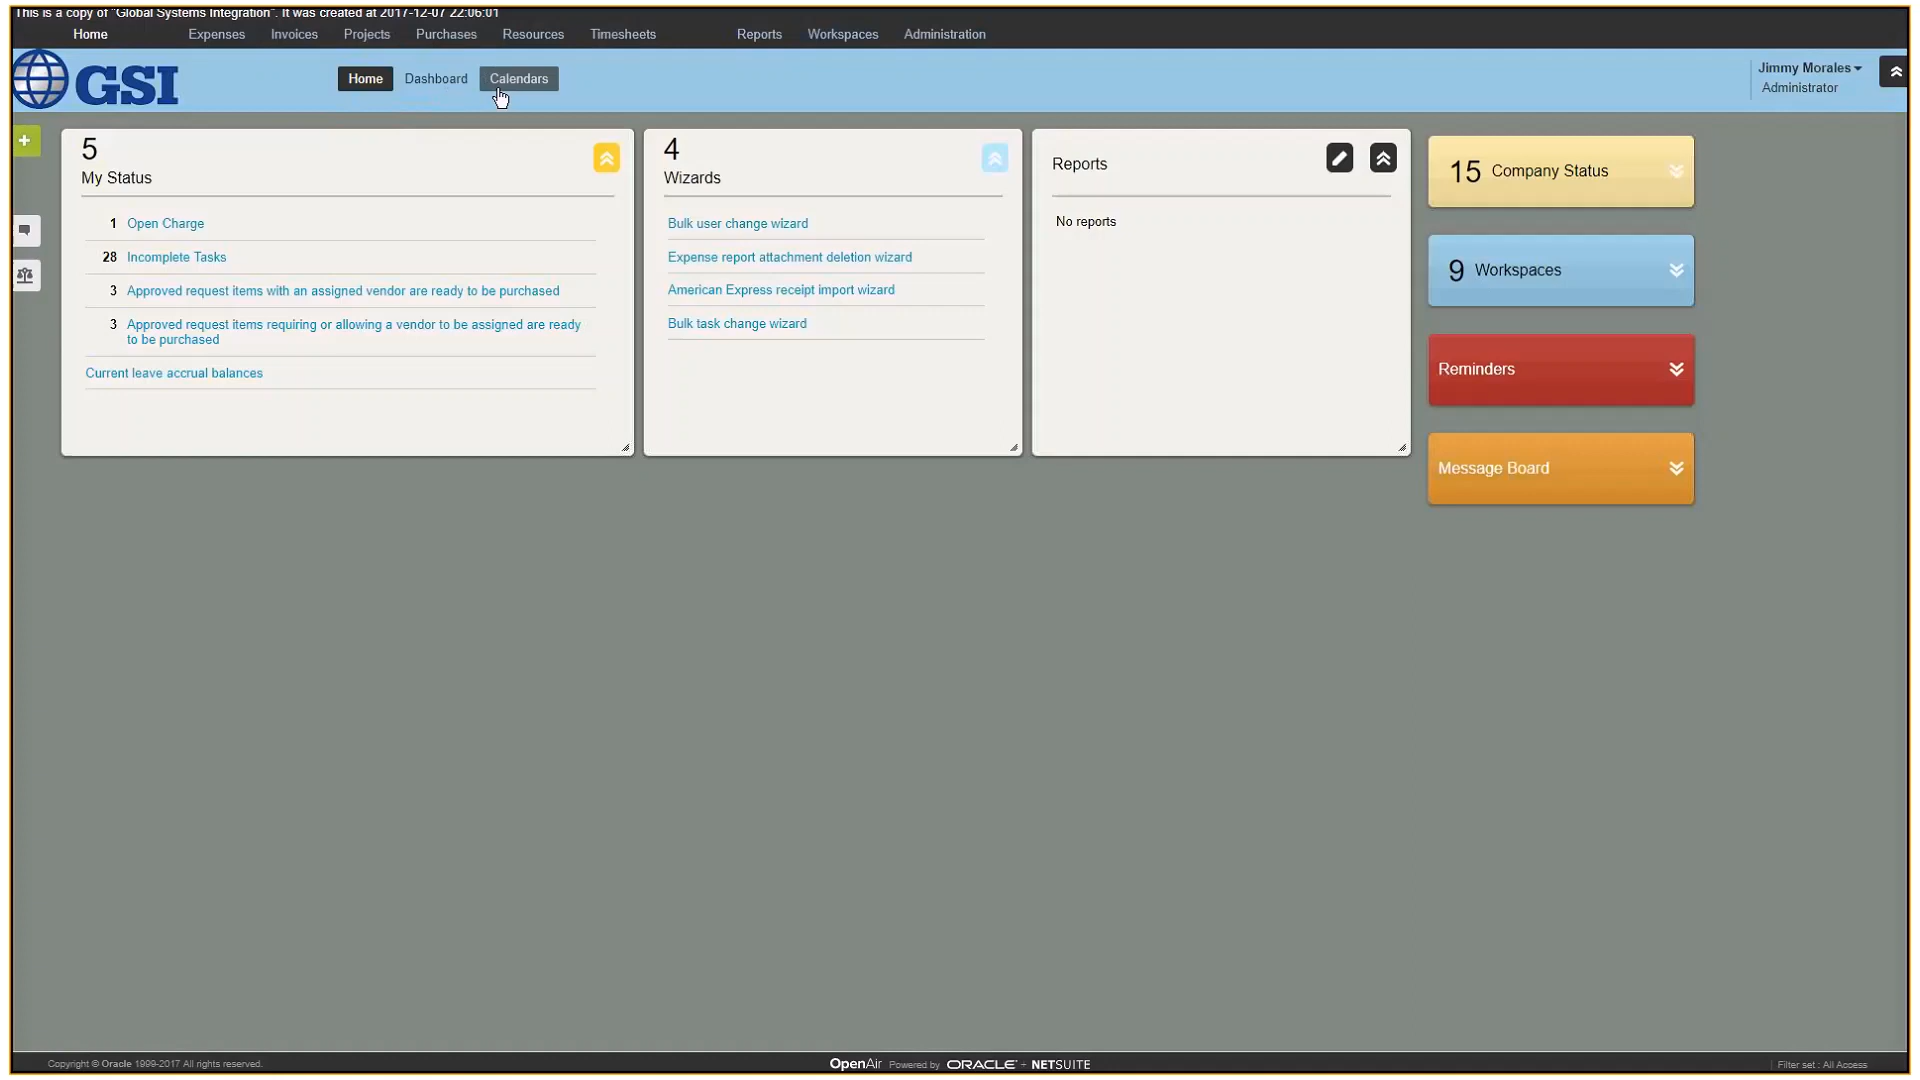 This is a copy of "Global Systems Integration". It was created at 2017-12-07 22:06:01
Home Expenses Invoices Projects Purchases Resources Timesheets Reports Workspaces Administration
GSI
Home Dashboard Calendars
Jimmy Morales
Administrator
5
My Status
1 Open Charge
28 Incomplete Tasks
3 Approved request items with an assigned vendor are ready to be purchased
3 Approved request items requiring or allowing a vendor to be assigned are ready
to be purchased
Current leave accrual balances
4
Wizards
Bulk user change wizard
Expense report attachment deletion wizard
American Express receipt import wizard
Bulk task change wizard
Reports
No reports
15 Company Status
9 Workspaces
Reminders
Message Board
Copyright © Oracle 1999-2017 All rights reserved.
OpenAir Powered by ORACLE + NETSUITE
Filter set : All Access